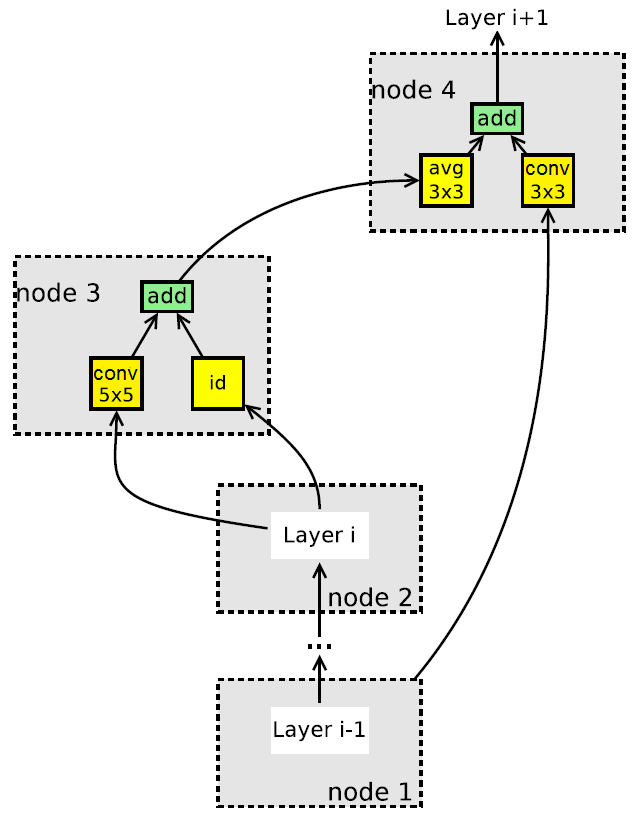 Layer i+1
node 4
add
avg
3x3
conv
3x3
node 3
add
conv
5x5
id
Layer i
node 2
...
Layer i-1
node 1